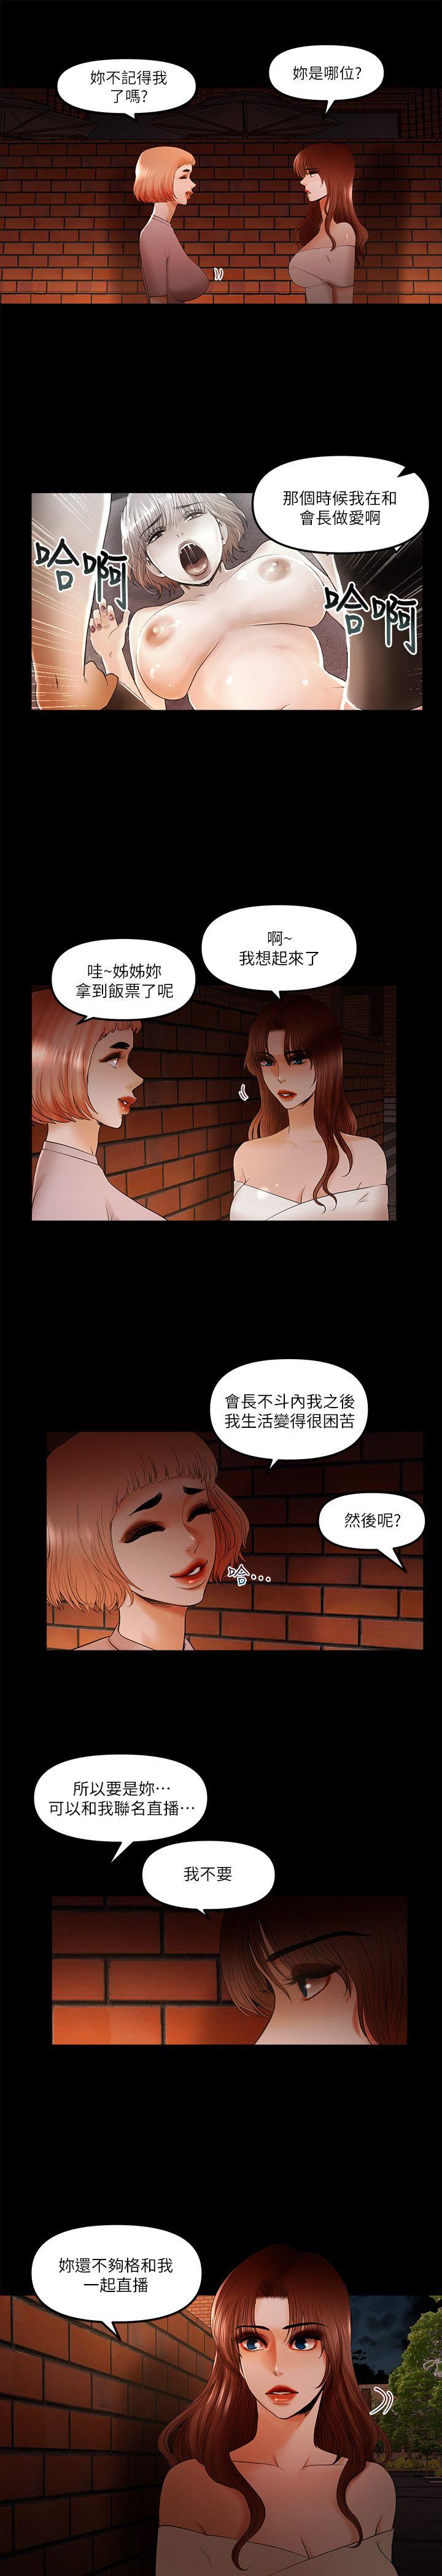 妳不記得我
了嗎?
妳是哪位?
那個時候我在和
會長做愛啊
哈啊
哈啊
哇~姊姊妳
拿到飯票了呢
啊~
我想起來了
會長不斗內我之後
我生活變得很困苦
哈…
然後呢?
所以要是妳…
可以和我聯名直播…
我不要
妳還不夠格和我
一起直播